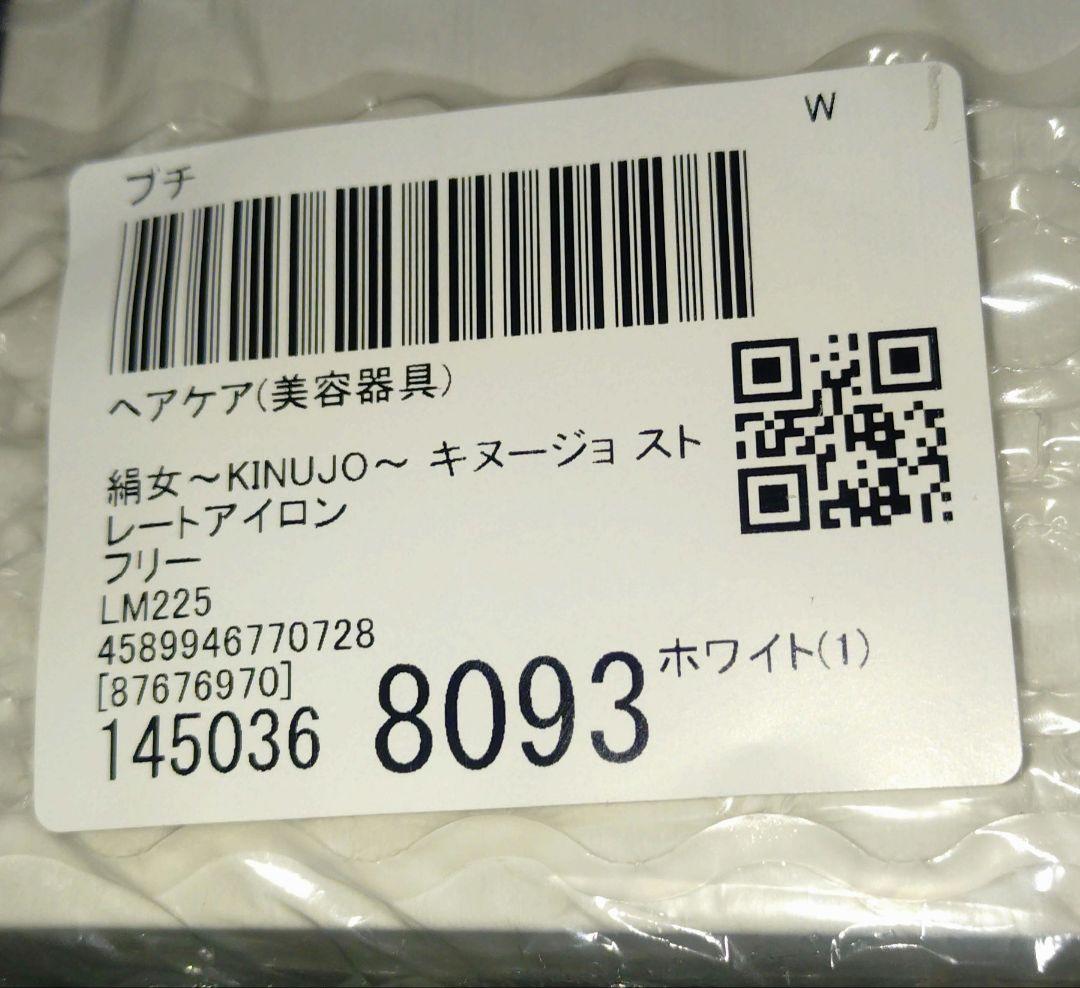 W
プチ
ヘアケア(美容器具)
絹女～KINUJO～ キヌージョ スト
レートアイロン
フリー
LM225
4589946770728
[87676970]
ホワイト(1)
145036 8093